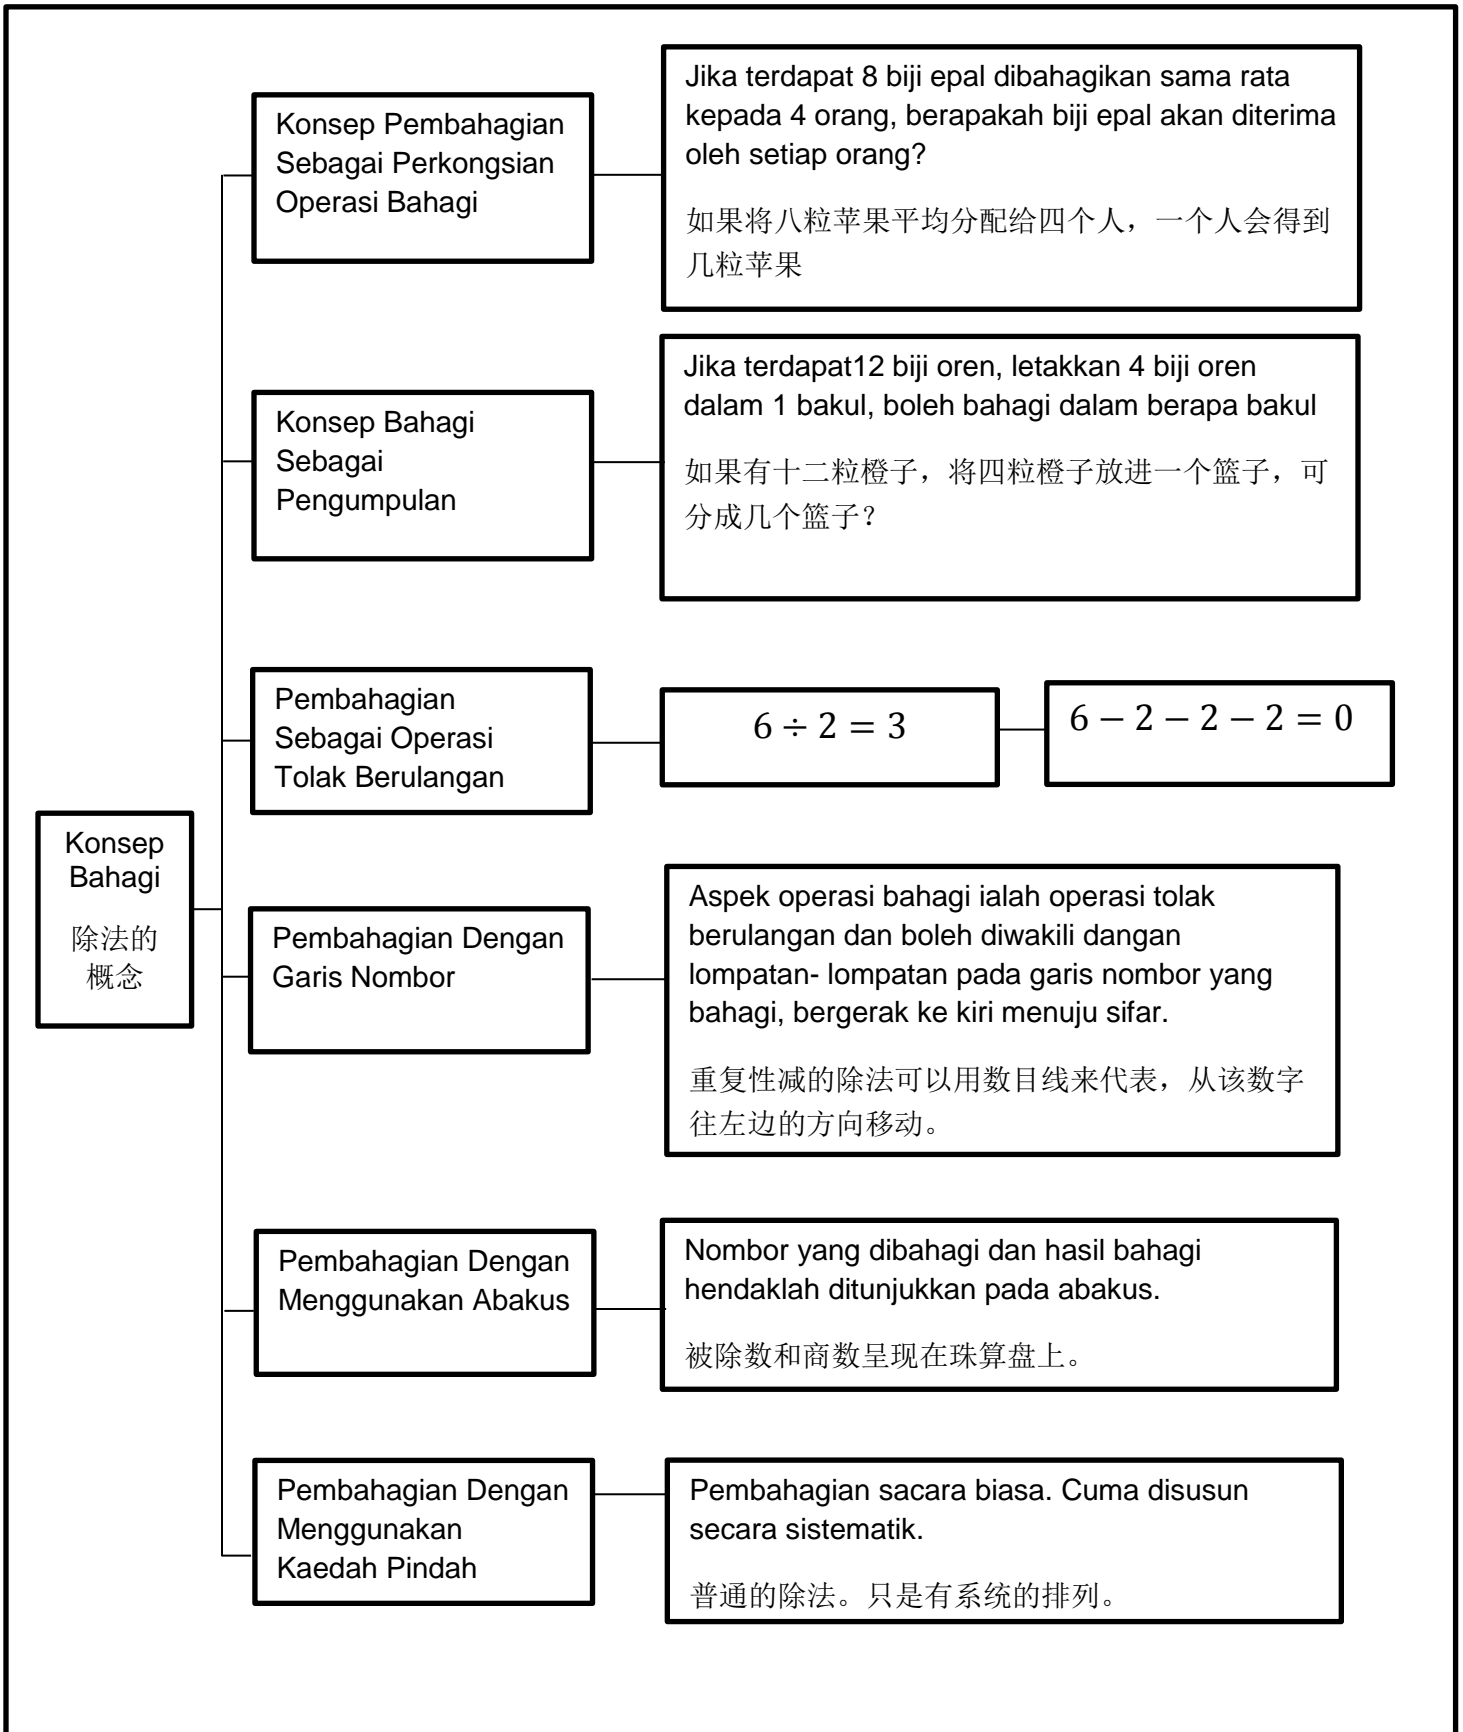 Konsep Pembahagian
Sebagai Perkongsian
Operasi Bahagi
Jika terdapat 8 biji epal dibahagikan sama rata
kepada 4 orang, berapakah biji epal akan diterima
oleh setiap orang?
如果将八粒苹果平均分配给四个人，一个人会得到
几粒苹果
Konsep Bahagi
Sebagai
Pengumpulan
Jika terdapat12 biji oren, letakkan 4 biji oren
dalam 1 bakul, boleh bahagi dalam berapa bakul
如果有十二粒橙子，将四粒橙子放进一个篮子，可
分成几个篮子？
Pembahagian
Sebagai Operasi
Tolak Berulangan
6 ÷ 2 = 3
6 − 2 − 2 − 2 = 0
Konsep
Bahagi
除法的
概念
Pembahagian Dengan
Garis Nombor
Aspek operasi bahagi ialah operasi tolak
berulangan dan boleh diwakili dangan
lompatan- lompatan pada garis nombor yang
bahagi, bergerak ke kiri menuju sifar.
重复性减的除法可以用数目线来代表，从该数字
往左边的方向移动。
Pembahagian Dengan
Menggunakan Abakus
Nombor yang dibahagi dan hasil bahagi
hendaklah ditunjukkan pada abakus.
被除数和商数呈现在珠算盘上。
Pembahagian Dengan
Menggunakan
Kaedah Pindah
Pembahagian sacara biasa. Cuma disusun
secara sistematik.
普通的除法。只是有系统的排列。